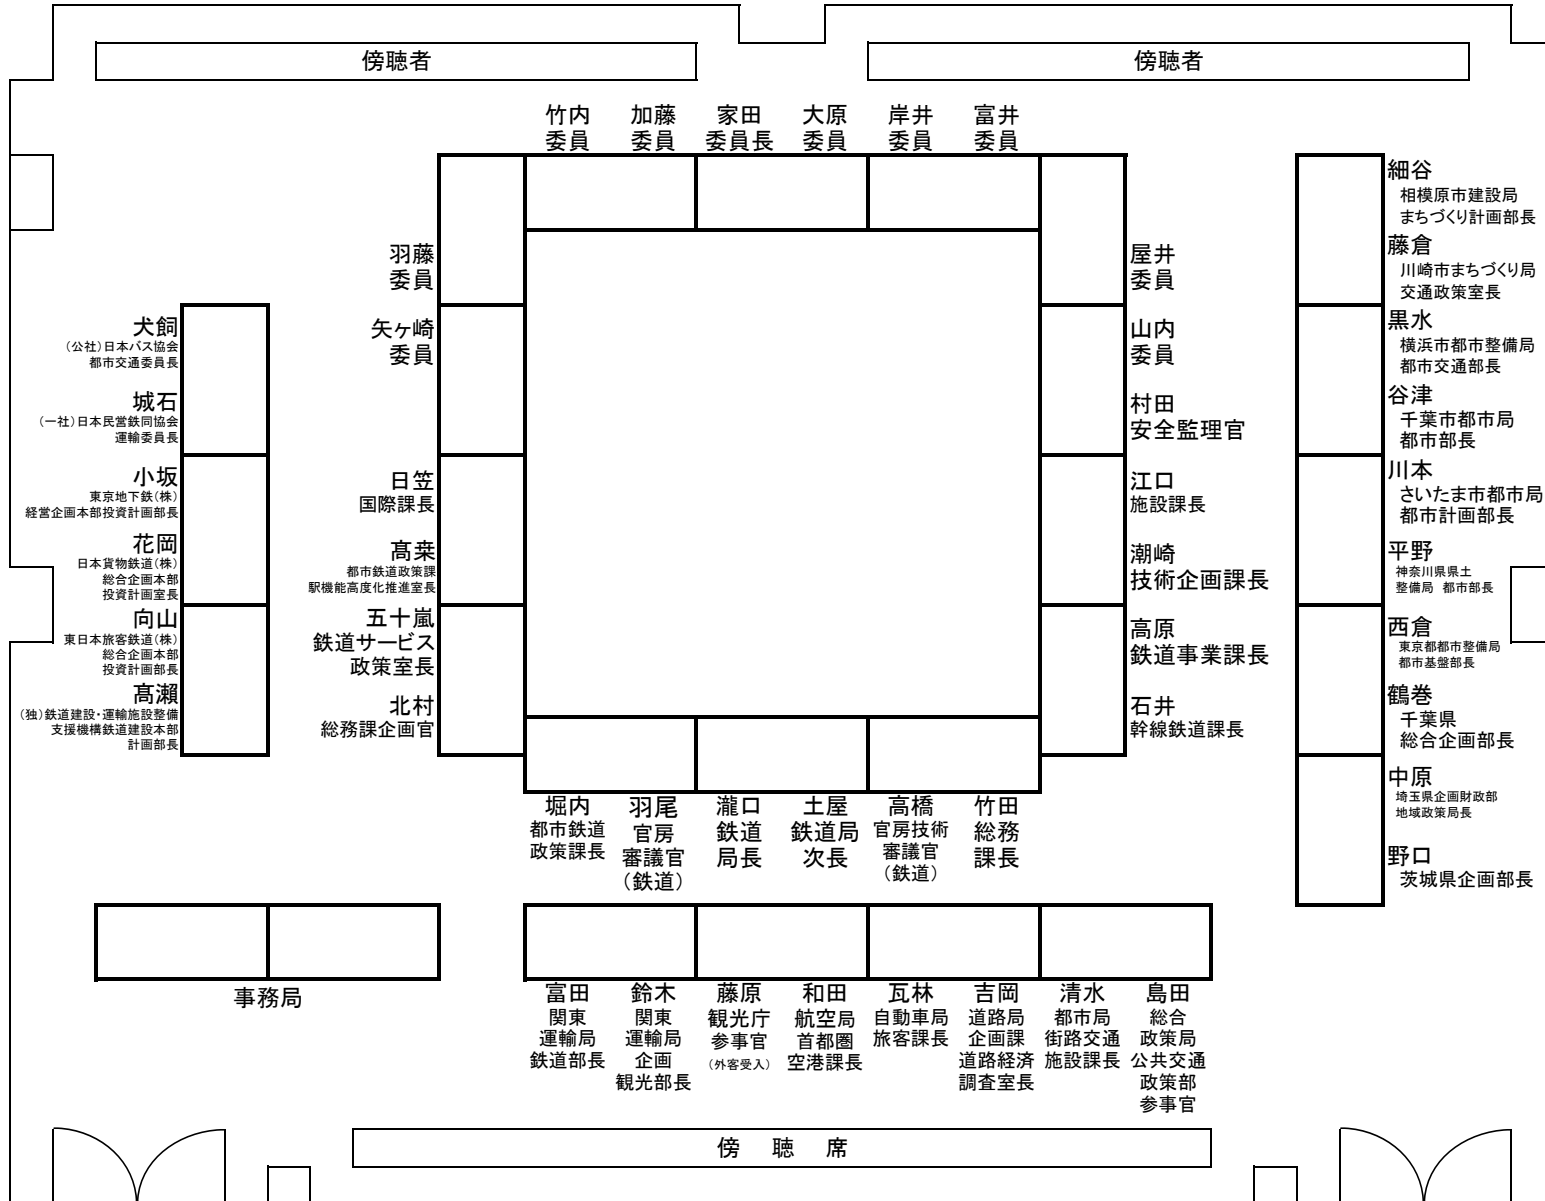 傍聴者
傍聴者
竹内
委員
加藤
委員
家田
委員長
大原
委員
岸井
委員
富井
委員
羽藤
委員
矢ヶ崎
委員
日笠
国際課長
髙桒
都市鉄道政策課
駅機能高度化推進室長
五十嵐
鉄道サービス
政策室長
北村
総務課企画官
屋井
委員
山内
委員
村田
安全監理官
江口
施設課長
潮崎
技術企画課長
高原
鉄道事業課長
石井
幹線鉄道課長
犬飼
（公社）日本バス協会
都市交通委員長
城石
（一社）日本民営鉄同協会
運輸委員長
小坂
東京地下鉄（株）
経営企画本部投資計画部長
花岡
日本貨物鉄道（株）
総合企画本部
投資計画室長
向山
東日本旅客鉄道（株）
総合企画本部
投資計画部長
髙瀨
（独）鉄道建設・運輸施設整備
支援機構鉄道建設本部
計画部長
細谷
相模原市建設局
まちづくり計画部長
藤倉
川崎市まちづくり局
交通政策室長
黒水
横浜市都市整備局
都市交通部長
谷津
千葉市都市局
都市部長
川本
さいたま市都市局
都市計画部長
平野
神奈川県県土
整備局 都市部長
西倉
東京都都市整備局
都市基盤部長
鶴巻
千葉県
総合企画部長
中原
埼玉県企画財政部
地域政策局長
野口
茨城県企画部長
堀内
都市鉄道
政策課長
羽尾
官房
審議官
（鉄道）
瀧口
鉄道
局長
土屋
鉄道局
次長
高橋
官房技術
審議官
（鉄道）
竹田
総務
課長
事務局
富田
関東
運輸局
鉄道部長
鈴木
関東
運輸局
企画
観光部長
藤原
観光庁
参事官
（外客受入）
和田
航空局
首都圏
空港課長
瓦林
自動車局
旅客課長
吉岡
道路局
企画課
道路経済
調査室長
清水
都市局
街路交通
施設課長
島田
総合
政策局
公共交通
政策部
参事官
傍 聴 席